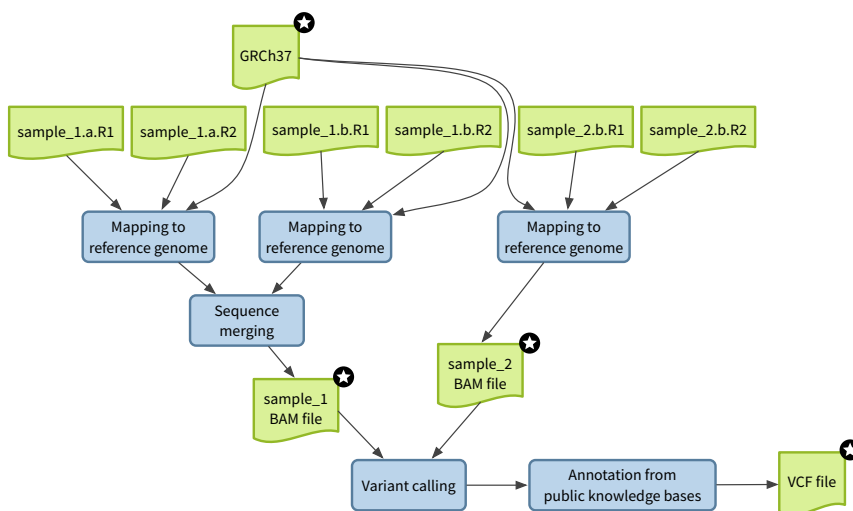 GRCh37
sample_1.a.R1
sample_1.a.R2
sample_1.b.R1
sample_1.b.R2
sample_2.b.R1
sample_2.b.R2
Mapping to
reference genome
Mapping to
reference genome
Mapping to
reference genome
Sequence
merging
sample_1
BAM file
sample_2
BAM file
Variant calling
Annotation from
public knowledge bases
VCF file